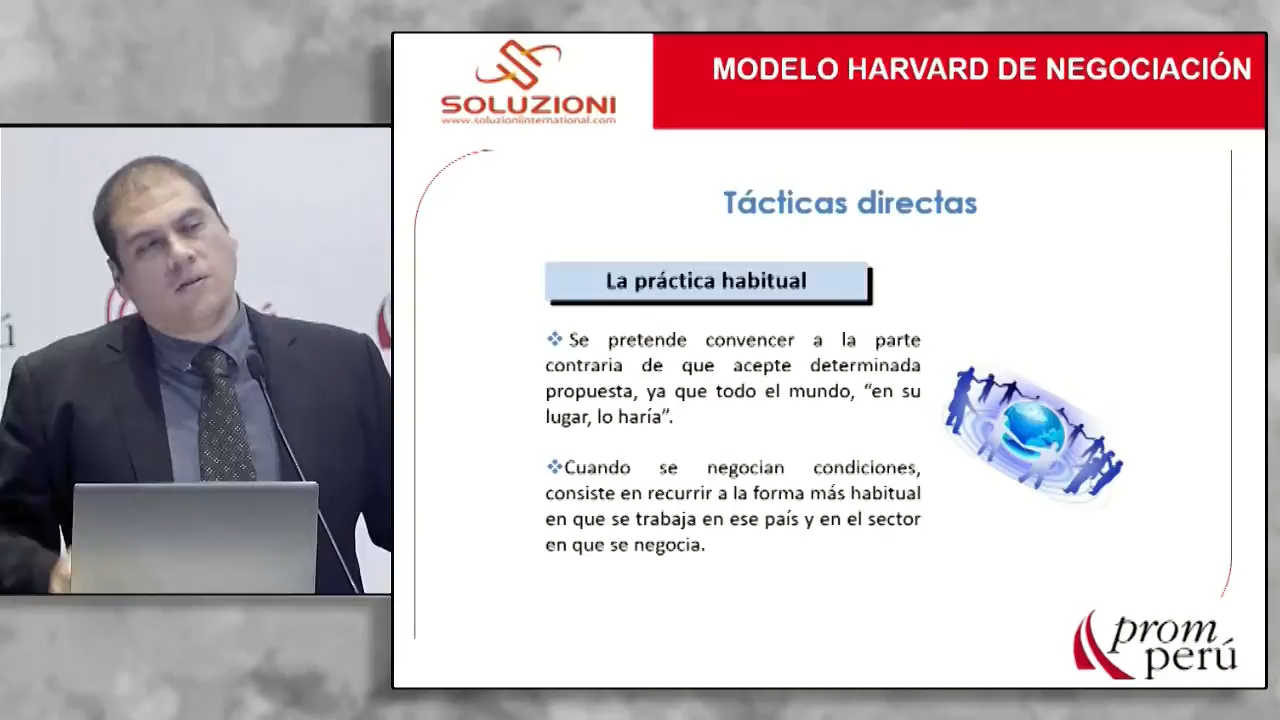 SOLUZIONI
www.soluzioniinternational.com
MODELO HARVARD DE NEGOCIACIÓN
Tácticas directas
La práctica habitual
❖ Se pretende convencer a la parte
contraria de que acepte determinada
propuesta, ya que todo el mundo, “en su
lugar, lo haría”.
❖Cuando se negocian condiciones,
consiste en recurrir a la forma más habitual
en que se trabaja en ese país y en el sector
en que se negocia.
prom
perú